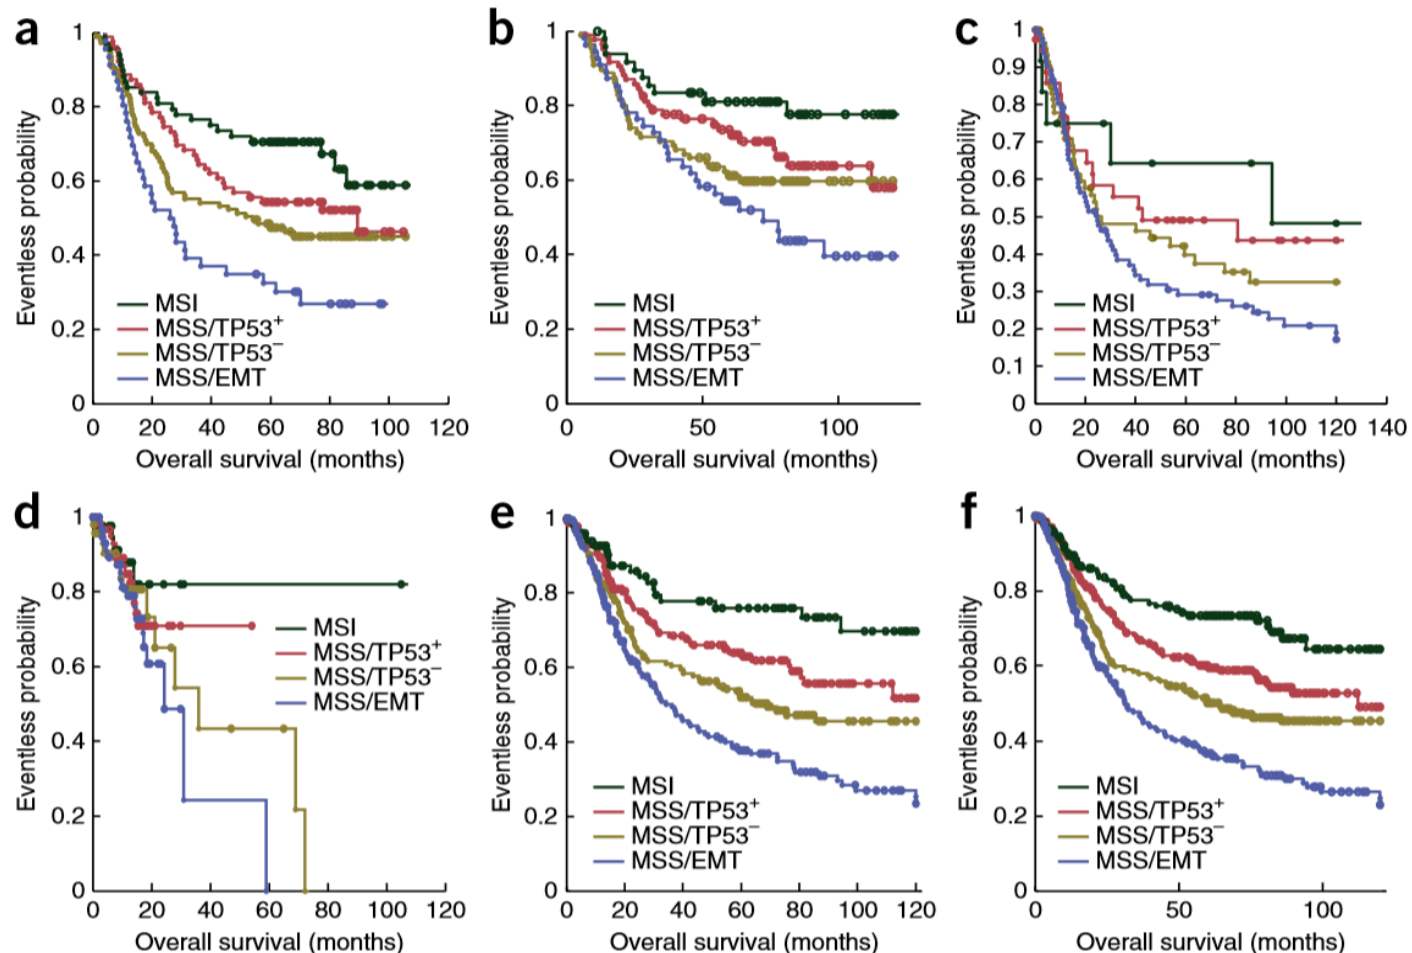 a
Eventless probability
1
0.8
0.6
0.4
0.2
0
MSI
MSS/TP53⁺
MSS/TP53⁻
MSS/EMT
0 20 40 60 80 100 120
Overall survival (months)
b
Eventless probability
1
0.8
0.6
0.4
0.2
0
MSI
MSS/TP53⁺
MSS/TP53⁻
MSS/EMT
0 50 100
Overall survival (months)
c
Eventless probability
1
0.9
0.8
0.7
0.6
0.5
0.4
0.3
0.2
0.1
0
MSI
MSS/TP53⁺
MSS/TP53⁻
MSS/EMT
0 20 40 60 80 100 120 140
Overall survival (months)
d
Eventless probability
1
0.8
0.6
0.4
0.2
0
MSI
MSS/TP53⁺
MSS/TP53⁻
MSS/EMT
0 20 40 60 80 100 120
Overall survival (months)
e
Eventless probability
1
0.8
0.6
0.4
0.2
0
MSI
MSS/TP53⁺
MSS/TP53⁻
MSS/EMT
0 20 40 60 80 100 120
Overall survival (months)
f
Eventless probability
1
0.8
0.6
0.4
0.2
0
MSI
MSS/TP53⁺
MSS/TP53⁻
MSS/EMT
0 50 100
Overall survival (months)